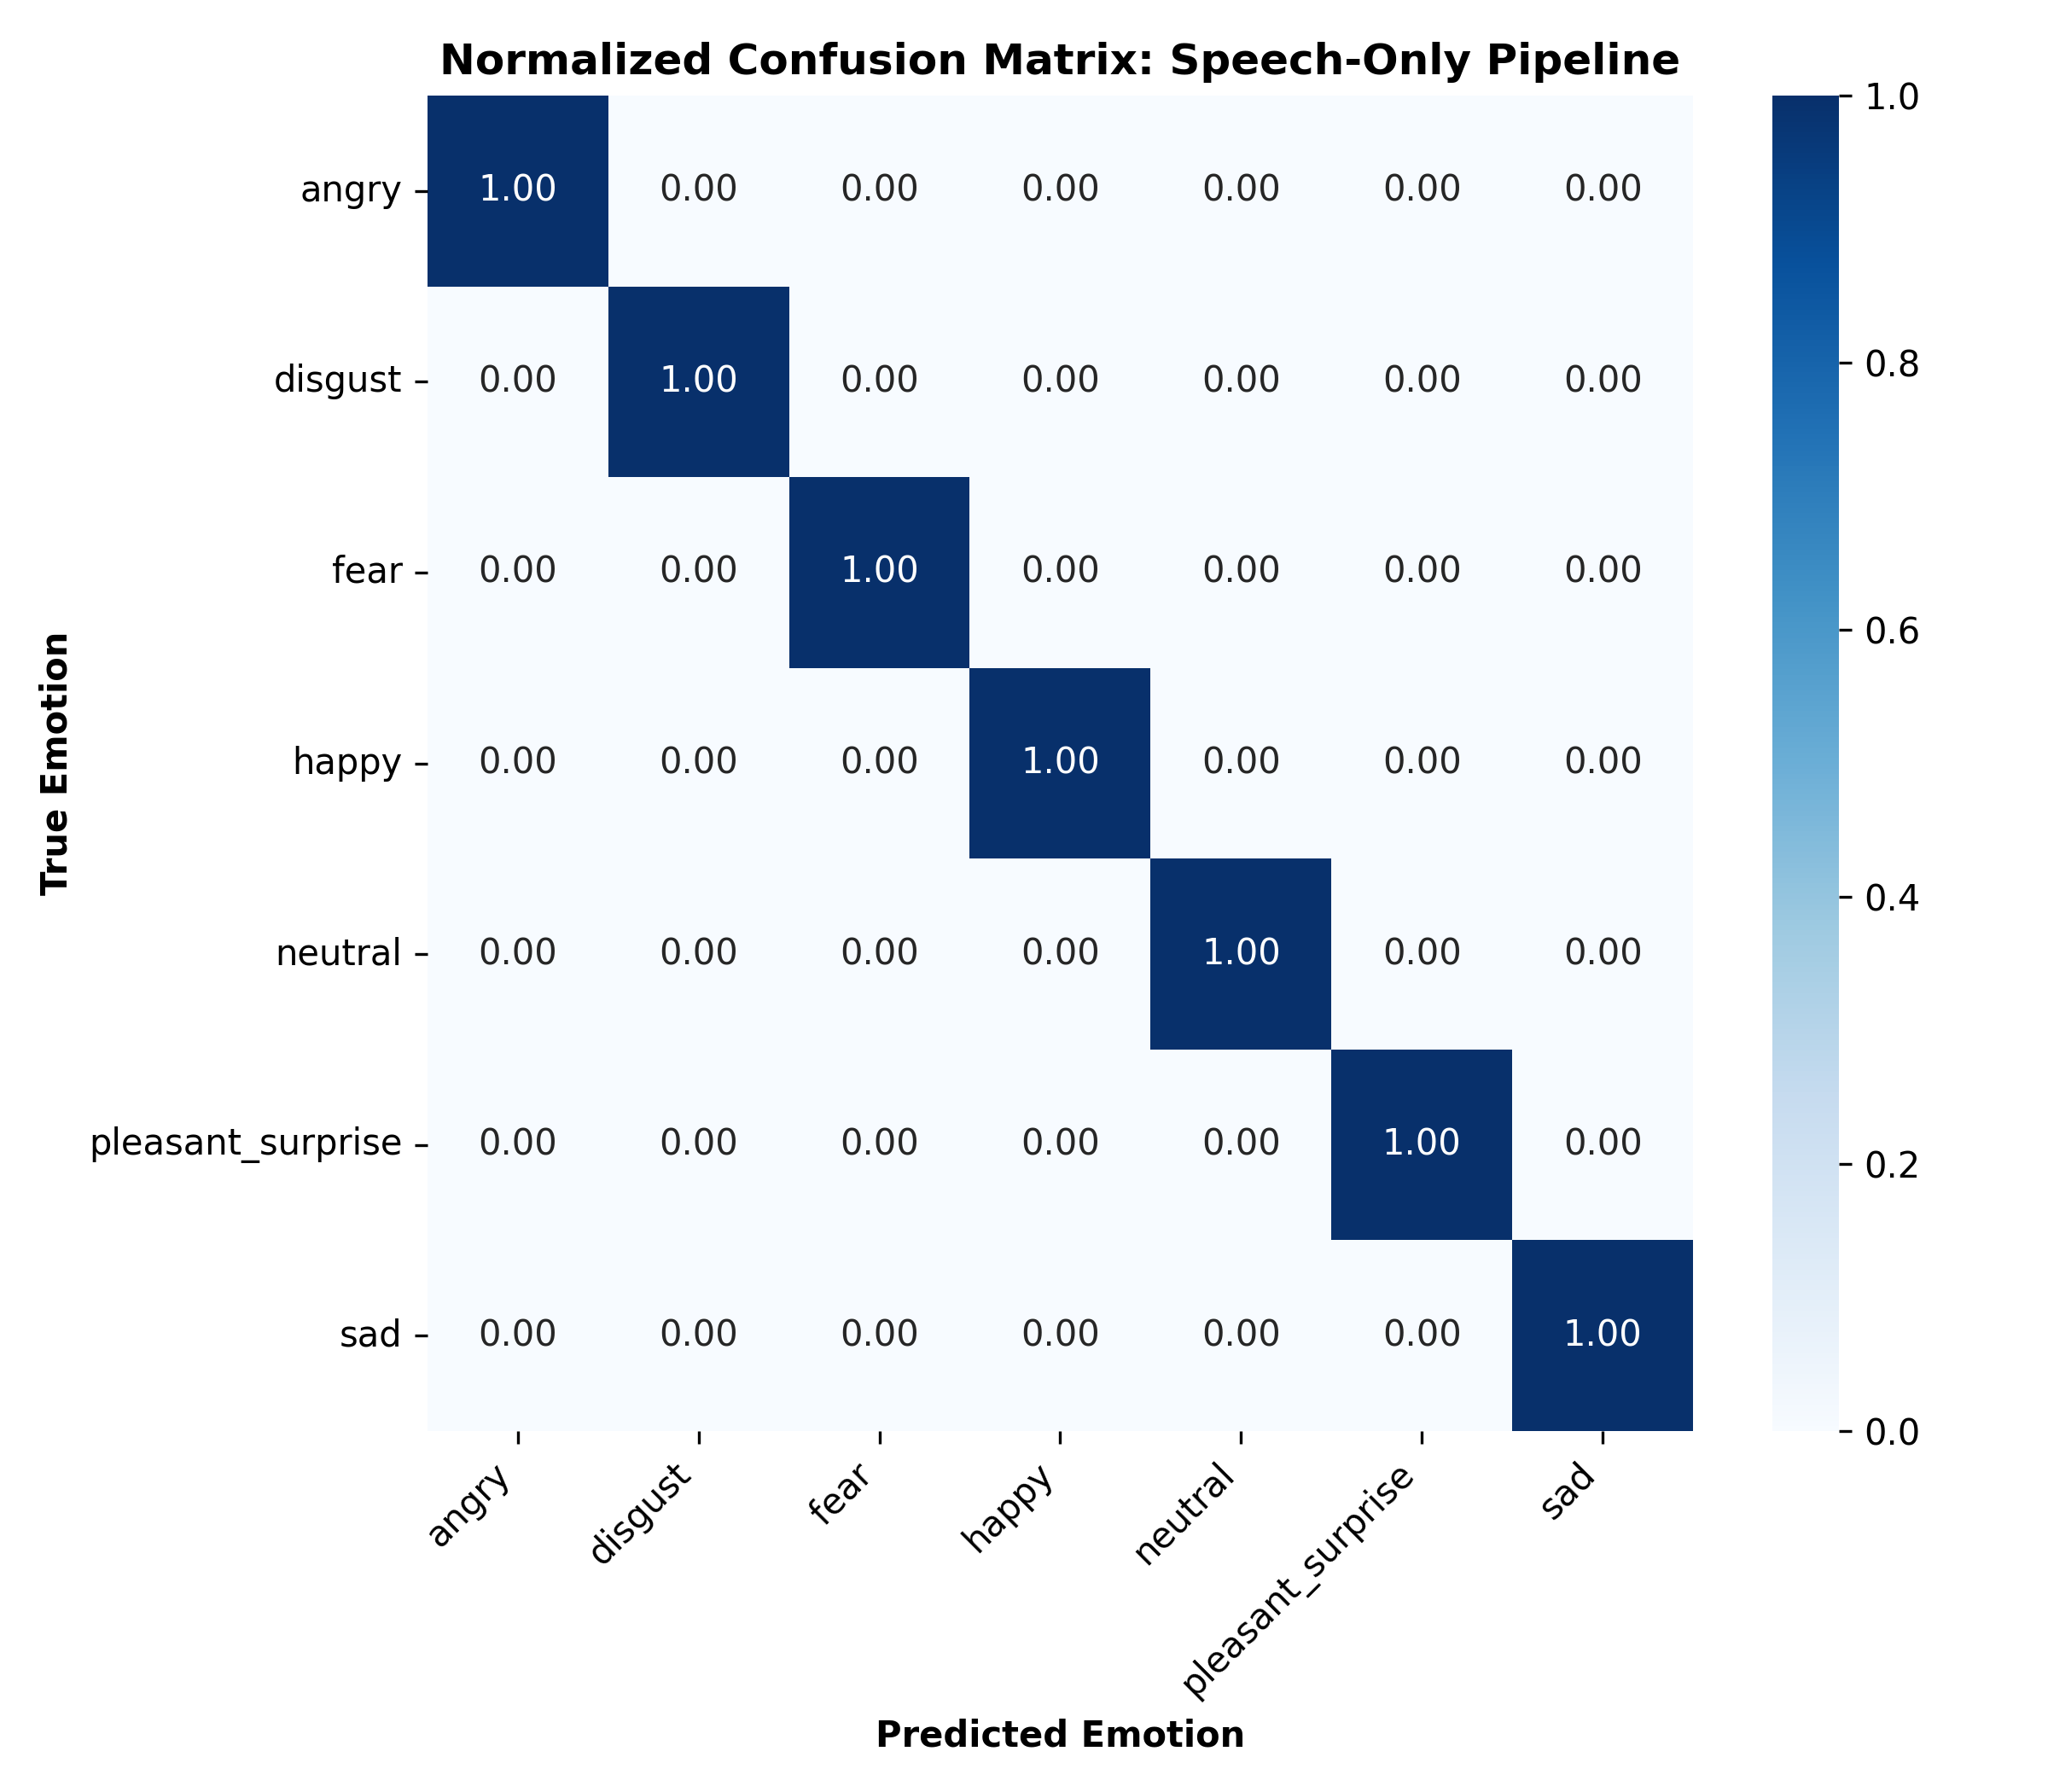 Normalized Confusion Matrix: Speech-Only Pipeline
angry 1.00 0.00 0.00 0.00 0.00 0.00 0.00
disgust 0.00 1.00 0.00 0.00 0.00 0.00 0.00
fear 0.00 0.00 1.00 0.00 0.00 0.00 0.00
happy 0.00 0.00 0.00 1.00 0.00 0.00 0.00
neutral 0.00 0.00 0.00 0.00 1.00 0.00 0.00
pleasant_surprise 0.00 0.00 0.00 0.00 0.00 1.00 0.00
sad 0.00 0.00 0.00 0.00 0.00 0.00 1.00
True Emotion
angry disgust fear happy neutral pleasant_surprise sad
Predicted Emotion
1.0
0.8
0.6
0.4
0.2
0.0